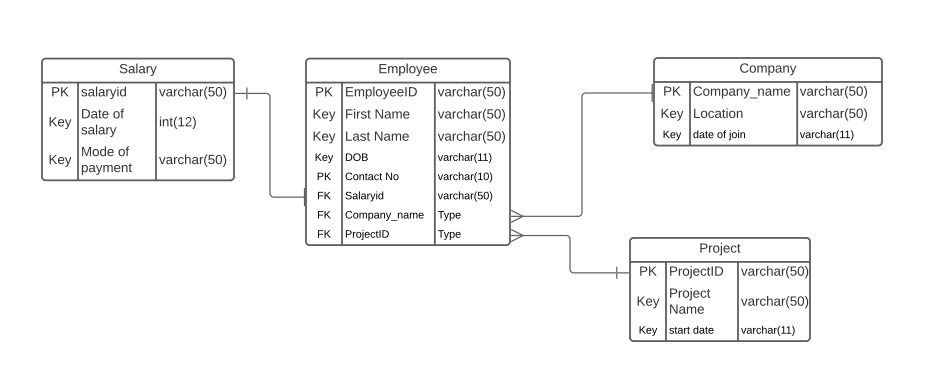 Salary
PK salaryid varchar(50)
Key Date of salary int(12)
Key Mode of payment varchar(50)
Employee
PK EmployeeID varchar(50)
Key First Name varchar(50)
Key Last Name varchar(50)
Key DOB varchar(11)
PK Contact No varchar(10)
FK Salaryid varchar(50)
FK Company_name Type
FK ProjectID Type
Company
PK Company_name varchar(50)
Key Location varchar(50)
Key date of join varchar(11)
Project
PK ProjectID varchar(50)
Key Project Name varchar(50)
Key start date varchar(11)